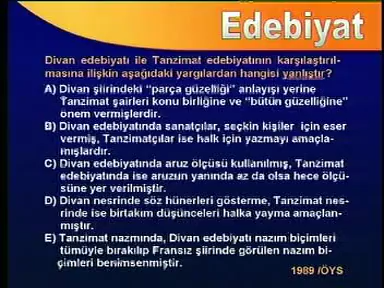 Edebiyat
Divan edebiyatı ile Tanzimat edebiyatının karşılaştırıl-
masına ilişkin aşağıdaki yargılardan hangisi yanlıştır?
A) Divan şiirindeki "parça güzelliği" anlayışı yerine
Tanzimat şairleri konu birliğine ve "bütün güzelliğine"
önem vermişlerdir.
B) Divan edebiyatında sanatçılar, seçkin kişiler için eser
vermiş, Tanzimatçılar ise halk için yazmayı amaçla-
mışlardır.
C) Divan edebiyatında aruz ölçüsü kullanılmış, Tanzimat
edebiyatında ise aruzun yanında az da olsa hece ölçü-
süne yer verilmiştir.
D) Divan nesrinde söz hünerleri gösterme, Tanzimat nes-
rinde ise birtakım düşünceleri halka yayma amaçlan-
mıştır.
E) Tanzimat nazmında, Divan edebiyatı nazım biçimleri
tümüyle bırakılıp Fransız şiirinde görülen nazım bi-
çimleri benimsenmiştir.
1989 /ÖYS